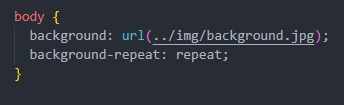 body {
background: url(../img/background.jpg);
background-repeat: repeat;
}